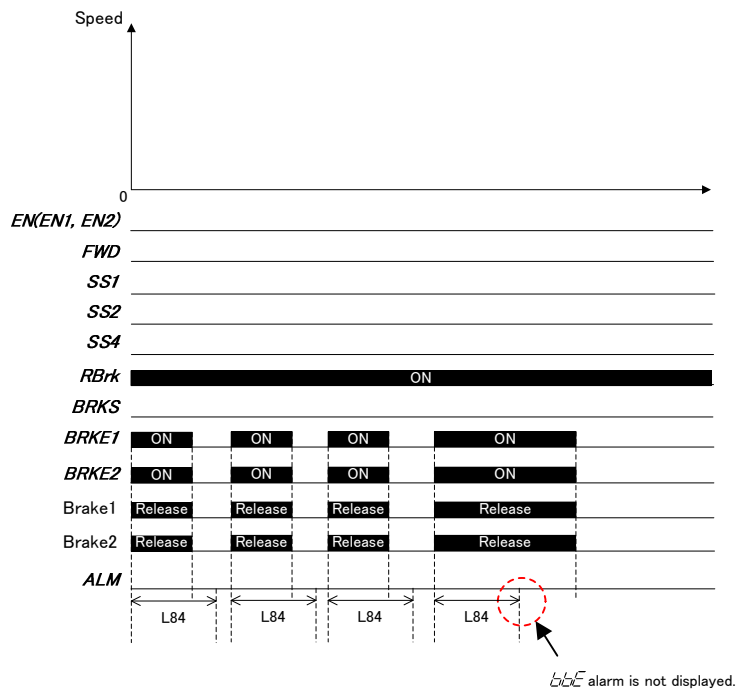 Speed
0
EN(EN1, EN2)
FWD
SS1
SS2
SS4
RBrk ON
BRKS
BRKE1 ON ON ON ON
BRKE2 ON ON ON ON
Brake1 Release Release Release Release
Brake2 Release Release Release Release
ALM
L84 L84 L84 L84
bbE alarm is not displayed.